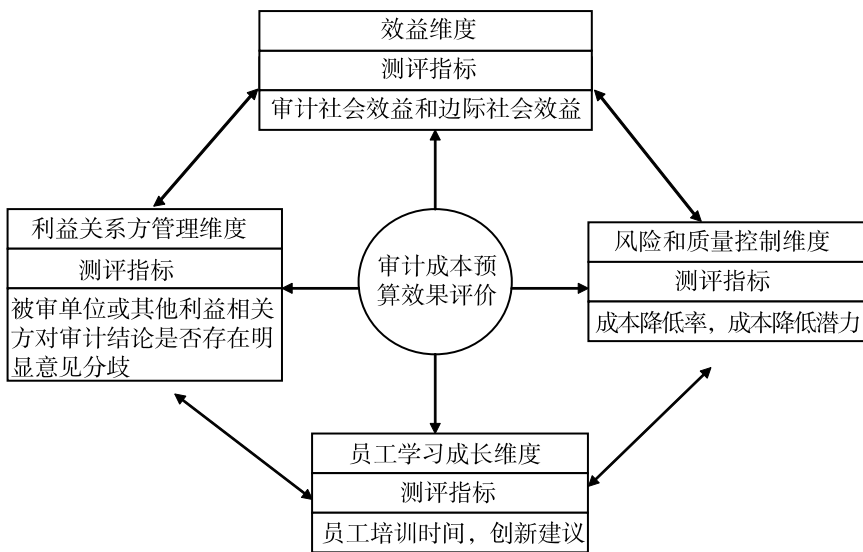 效益维度
测评指标
审计社会效益和边际社会效益
利益关系方管理维度
测评指标
被审单位或其他利益相关
方对审计结论是否存在明
显意见分歧
审计成本预
算效果评价
风险和质量控制维度
测评指标
成本降低率，成本降低潜力
员工学习成长维度
测评指标
员工培训时间，创新建议